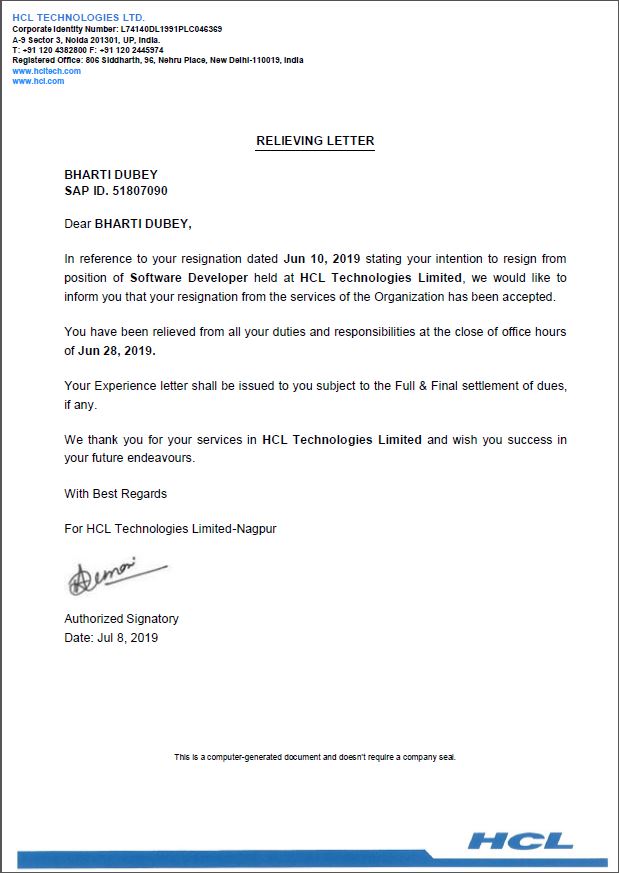 HCL TECHNOLOGIES LTD.
Corporate Identity Number: L74140DL1991PLC046369
A-9 Sector 3, Noida 201301, UP, India.
T: +91 120 4382800 F: +91 120 2445974
Registered Office: 806 Siddharth, 96, Nehru Place, New Delhi-110019, India
www.hcltech.com
www.hcl.com
RELIEVING LETTER
BHARTI DUBEY
SAP ID. 51807090
Dear BHARTI DUBEY,
In reference to your resignation dated Jun 10, 2019 stating your intention to resign from
position of Software Developer held at HCL Technologies Limited, we would like to
inform you that your resignation from the services of the Organization has been accepted.
You have been relieved from all your duties and responsibilities at the close of office hours
of Jun 28, 2019.
Your Experience letter shall be issued to you subject to the Full & Final settlement of dues,
if any.
We thank you for your services in HCL Technologies Limited and wish you success in
your future endeavours.
With Best Regards
For HCL Technologies Limited-Nagpur
Authorized Signatory
Date: Jul 8, 2019
This is a computer-generated document and doesn't require a company seal.
HCL